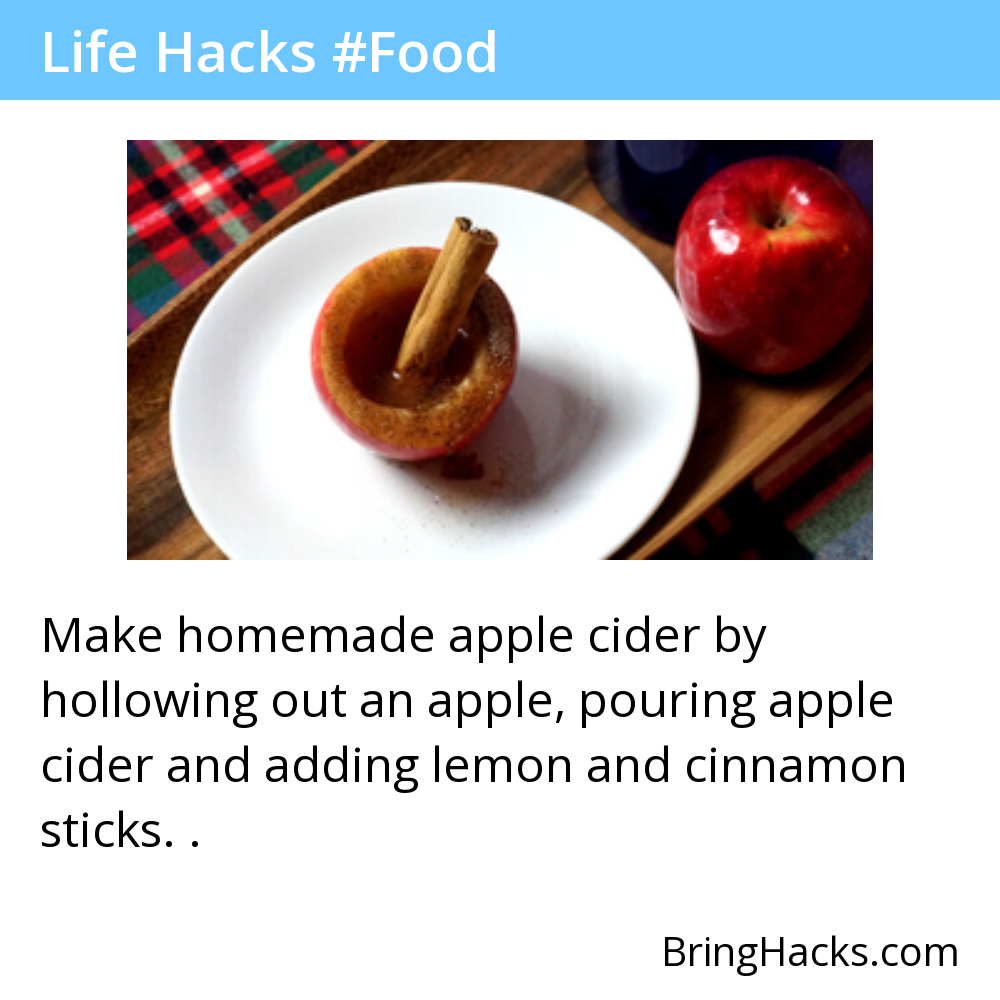 Life Hacks #Food
Make homemade apple cider by
hollowing out an apple, pouring apple
cider and adding lemon and cinnamon
sticks. .
BringHacks.com